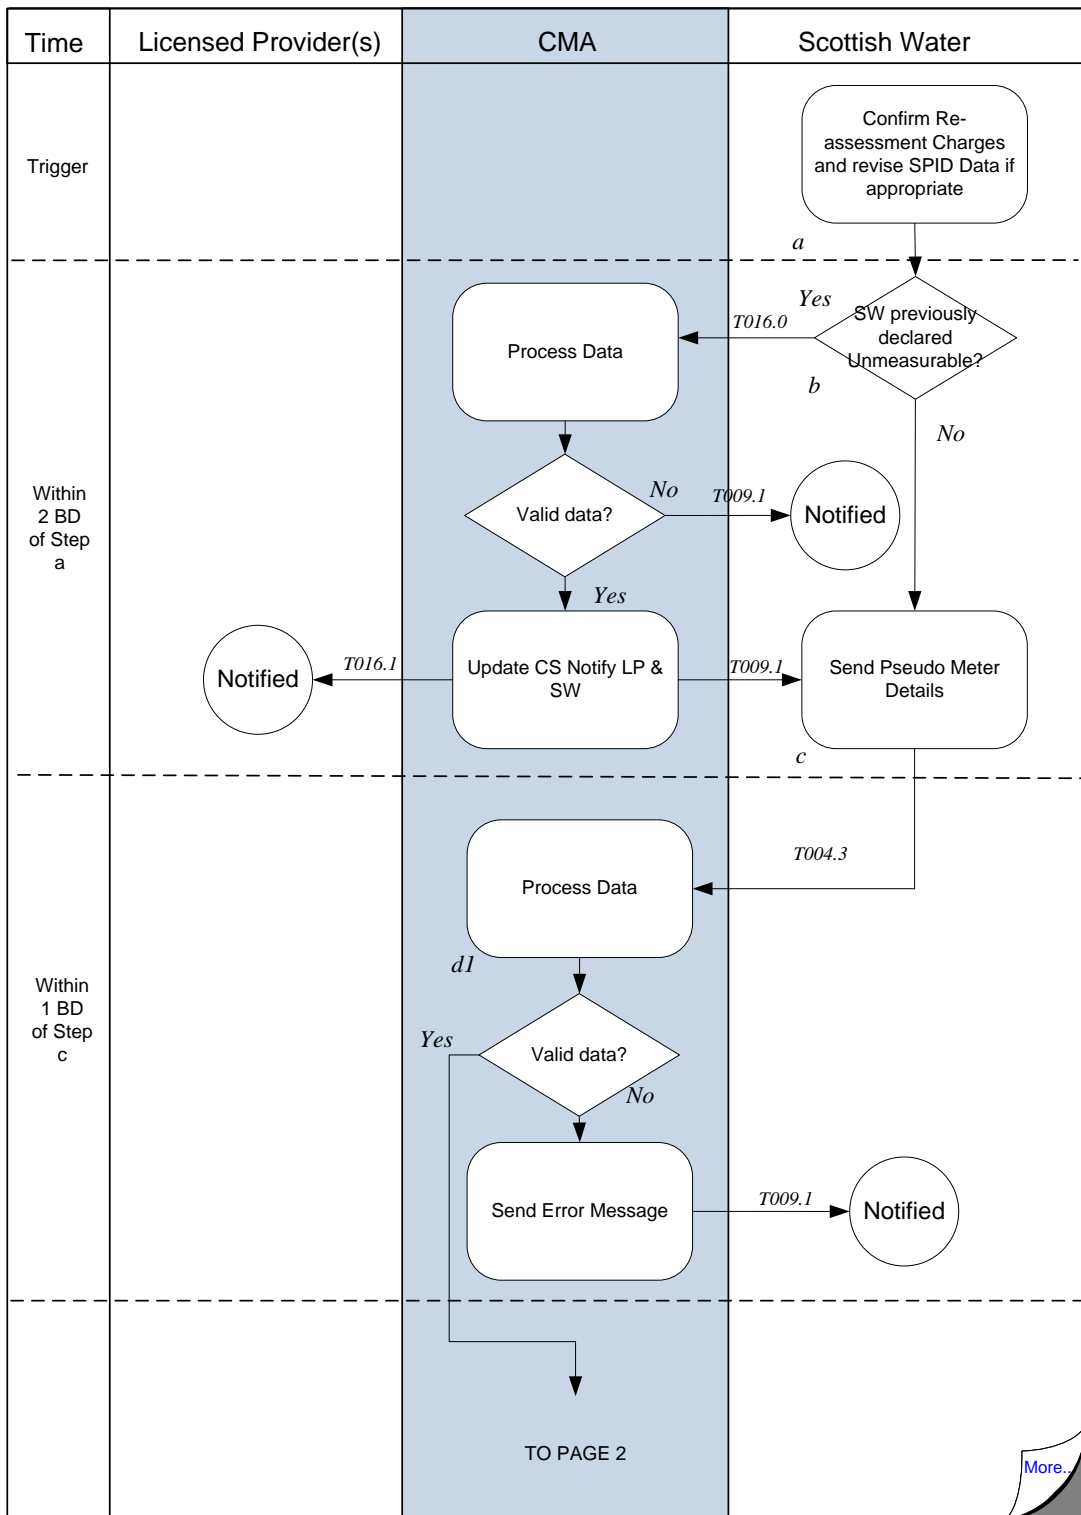 Time
Licensed Provider(s)
CMA
Scottish Water
Trigger
Confirm Re-
assessment Charges
and revise SPID Data if
appropriate
a
Yes
T016.0
SW previously
declared
Unmeasurable?
b
Process Data
No
Within
2 BD
of Step
a
Valid data?
No
T009.1
Notified
Yes
Notified
T016.1
Update CS Notify LP &
SW
T009.1
Send Pseudo Meter
Details
c
T004.3
Process Data
d1
Within
1 BD
of Step
c
Yes
Valid data?
No
Send Error Message
T009.1
Notified
TO PAGE 2
More..